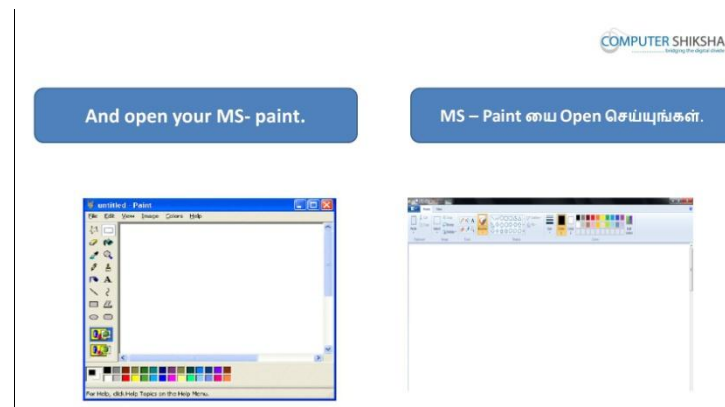 COMPUTER SHIKSHA
And open your MS- paint.
MS – Paint யை Open செய்யுங்கள்.
untitled - Paint
File Edit View Image Colors Help
For Help, click Help Topics on the Help Menu.